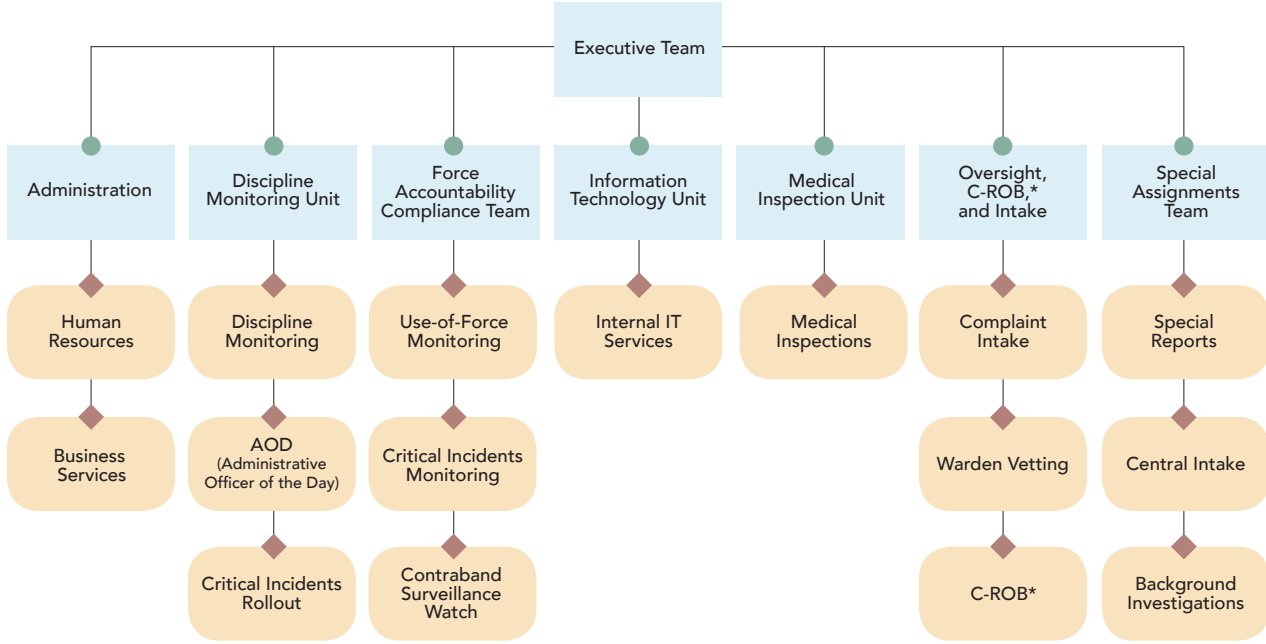 Executive Team
Administration
Discipline
Monitoring Unit
Force
Accountability
Compliance Team
Information
Technology Unit
Medical
Inspection Unit
Oversight,
C-ROB,*
and Intake
Special
Assignments
Team
Human
Resources
Discipline
Monitoring
Use-of-Force
Monitoring
Internal IT
Services
Medical
Inspections
Complaint
Intake
Special
Reports
Business
Services
AOD
(Administrative
Officer of the Day)
Critical Incidents
Monitoring
Warden Vetting
Central Intake
Critical Incidents
Rollout
Contraband
Surveillance
Watch
C-ROB*
Background
Investigations